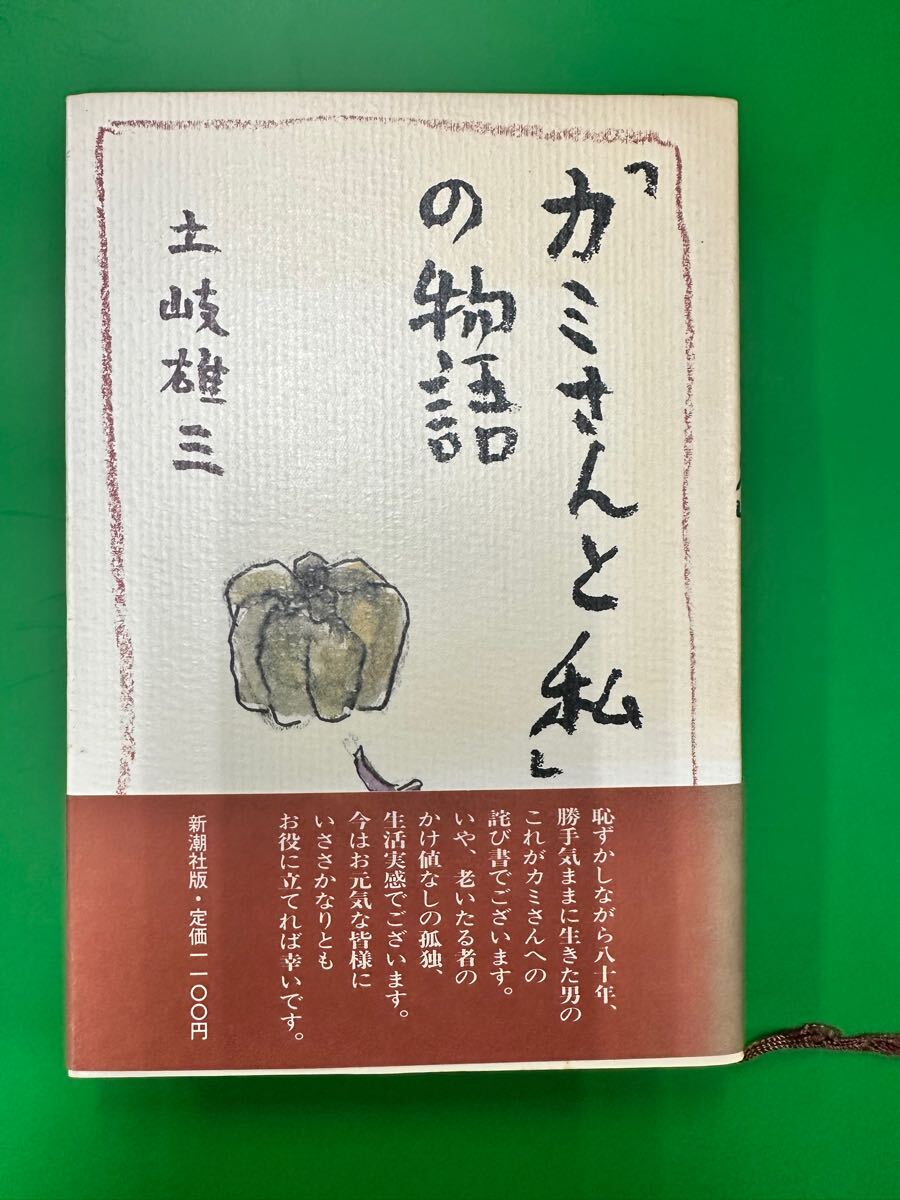 「カミさんと私」
の物語
土岐雄三
恥ずかしながら八十年、
勝手気ままに生きた男の
これがカミさんへの
詫び書でございます。
いや、老いたる者の
かけ値なしの孤独、
生活実感でございます。
今はお元気な皆様に
いささかなりとも
お役に立てれば幸いです。
新潮社版・定価一一〇〇円